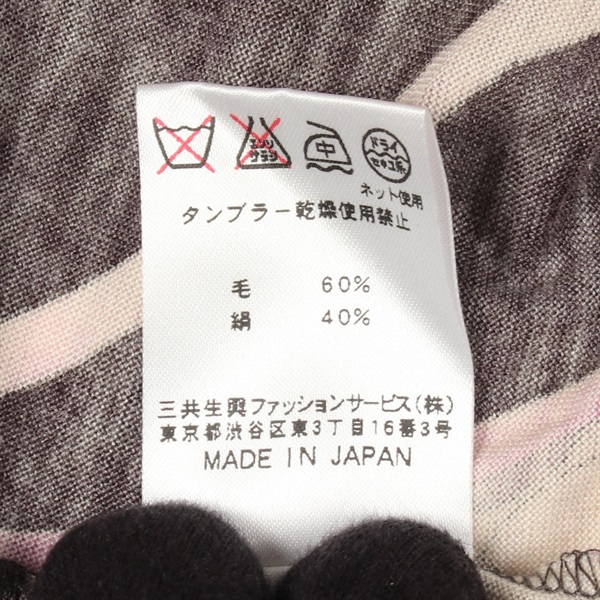 エンソ
サラシ
中
ドライ
セキユ系
ネット使用
タンブラー乾燥使用禁止
毛 60%
絹 40%
三共生興ファッションサービス(株)
東京都渋谷区東3丁目16番3号
MADE IN JAPAN